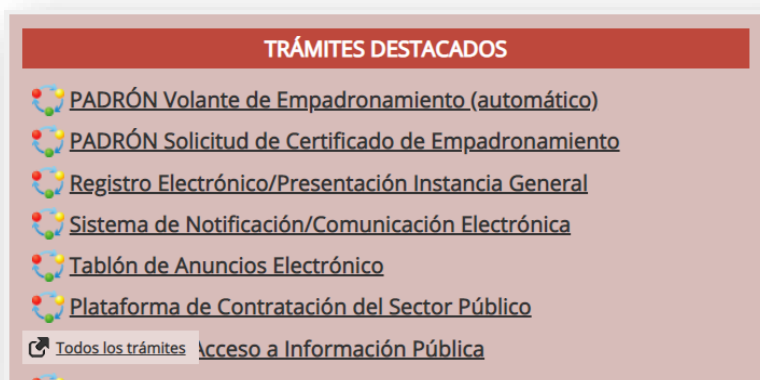 TRÁMITES DESTACADOS
PADRÓN Volante de Empadronamiento (automático)
PADRÓN Solicitud de Certificado de Empadronamiento
Registro Electrónico/Presentación Instancia General
Sistema de Notificación/Comunicación Electrónica
Tablón de Anuncios Electrónico
Plataforma de Contratación del Sector Público
Todos los trámites Acceso a Información Pública